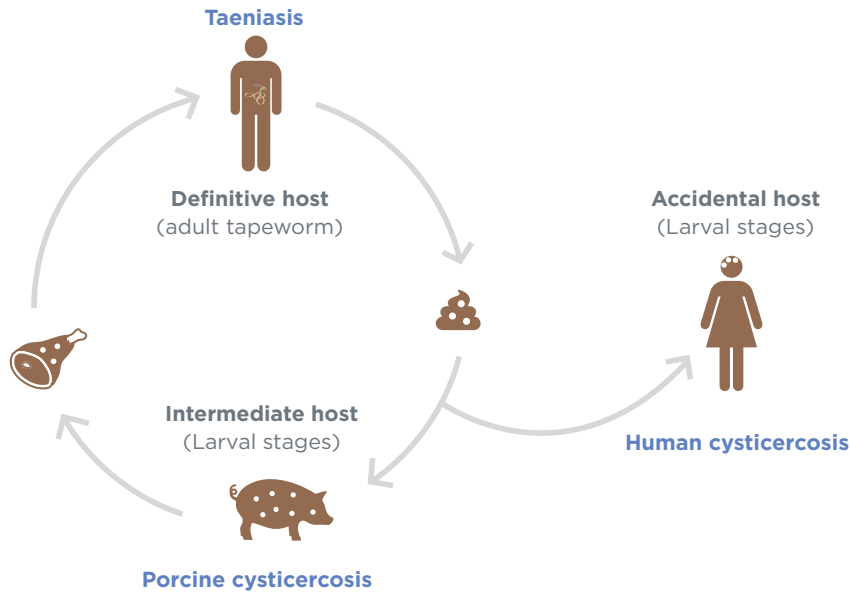 Taeniasis
Definitive host
(adult tapeworm)
Accidental host
(Larval stages)
Intermediate host
(Larval stages)
Human cysticercosis
Porcine cysticercosis